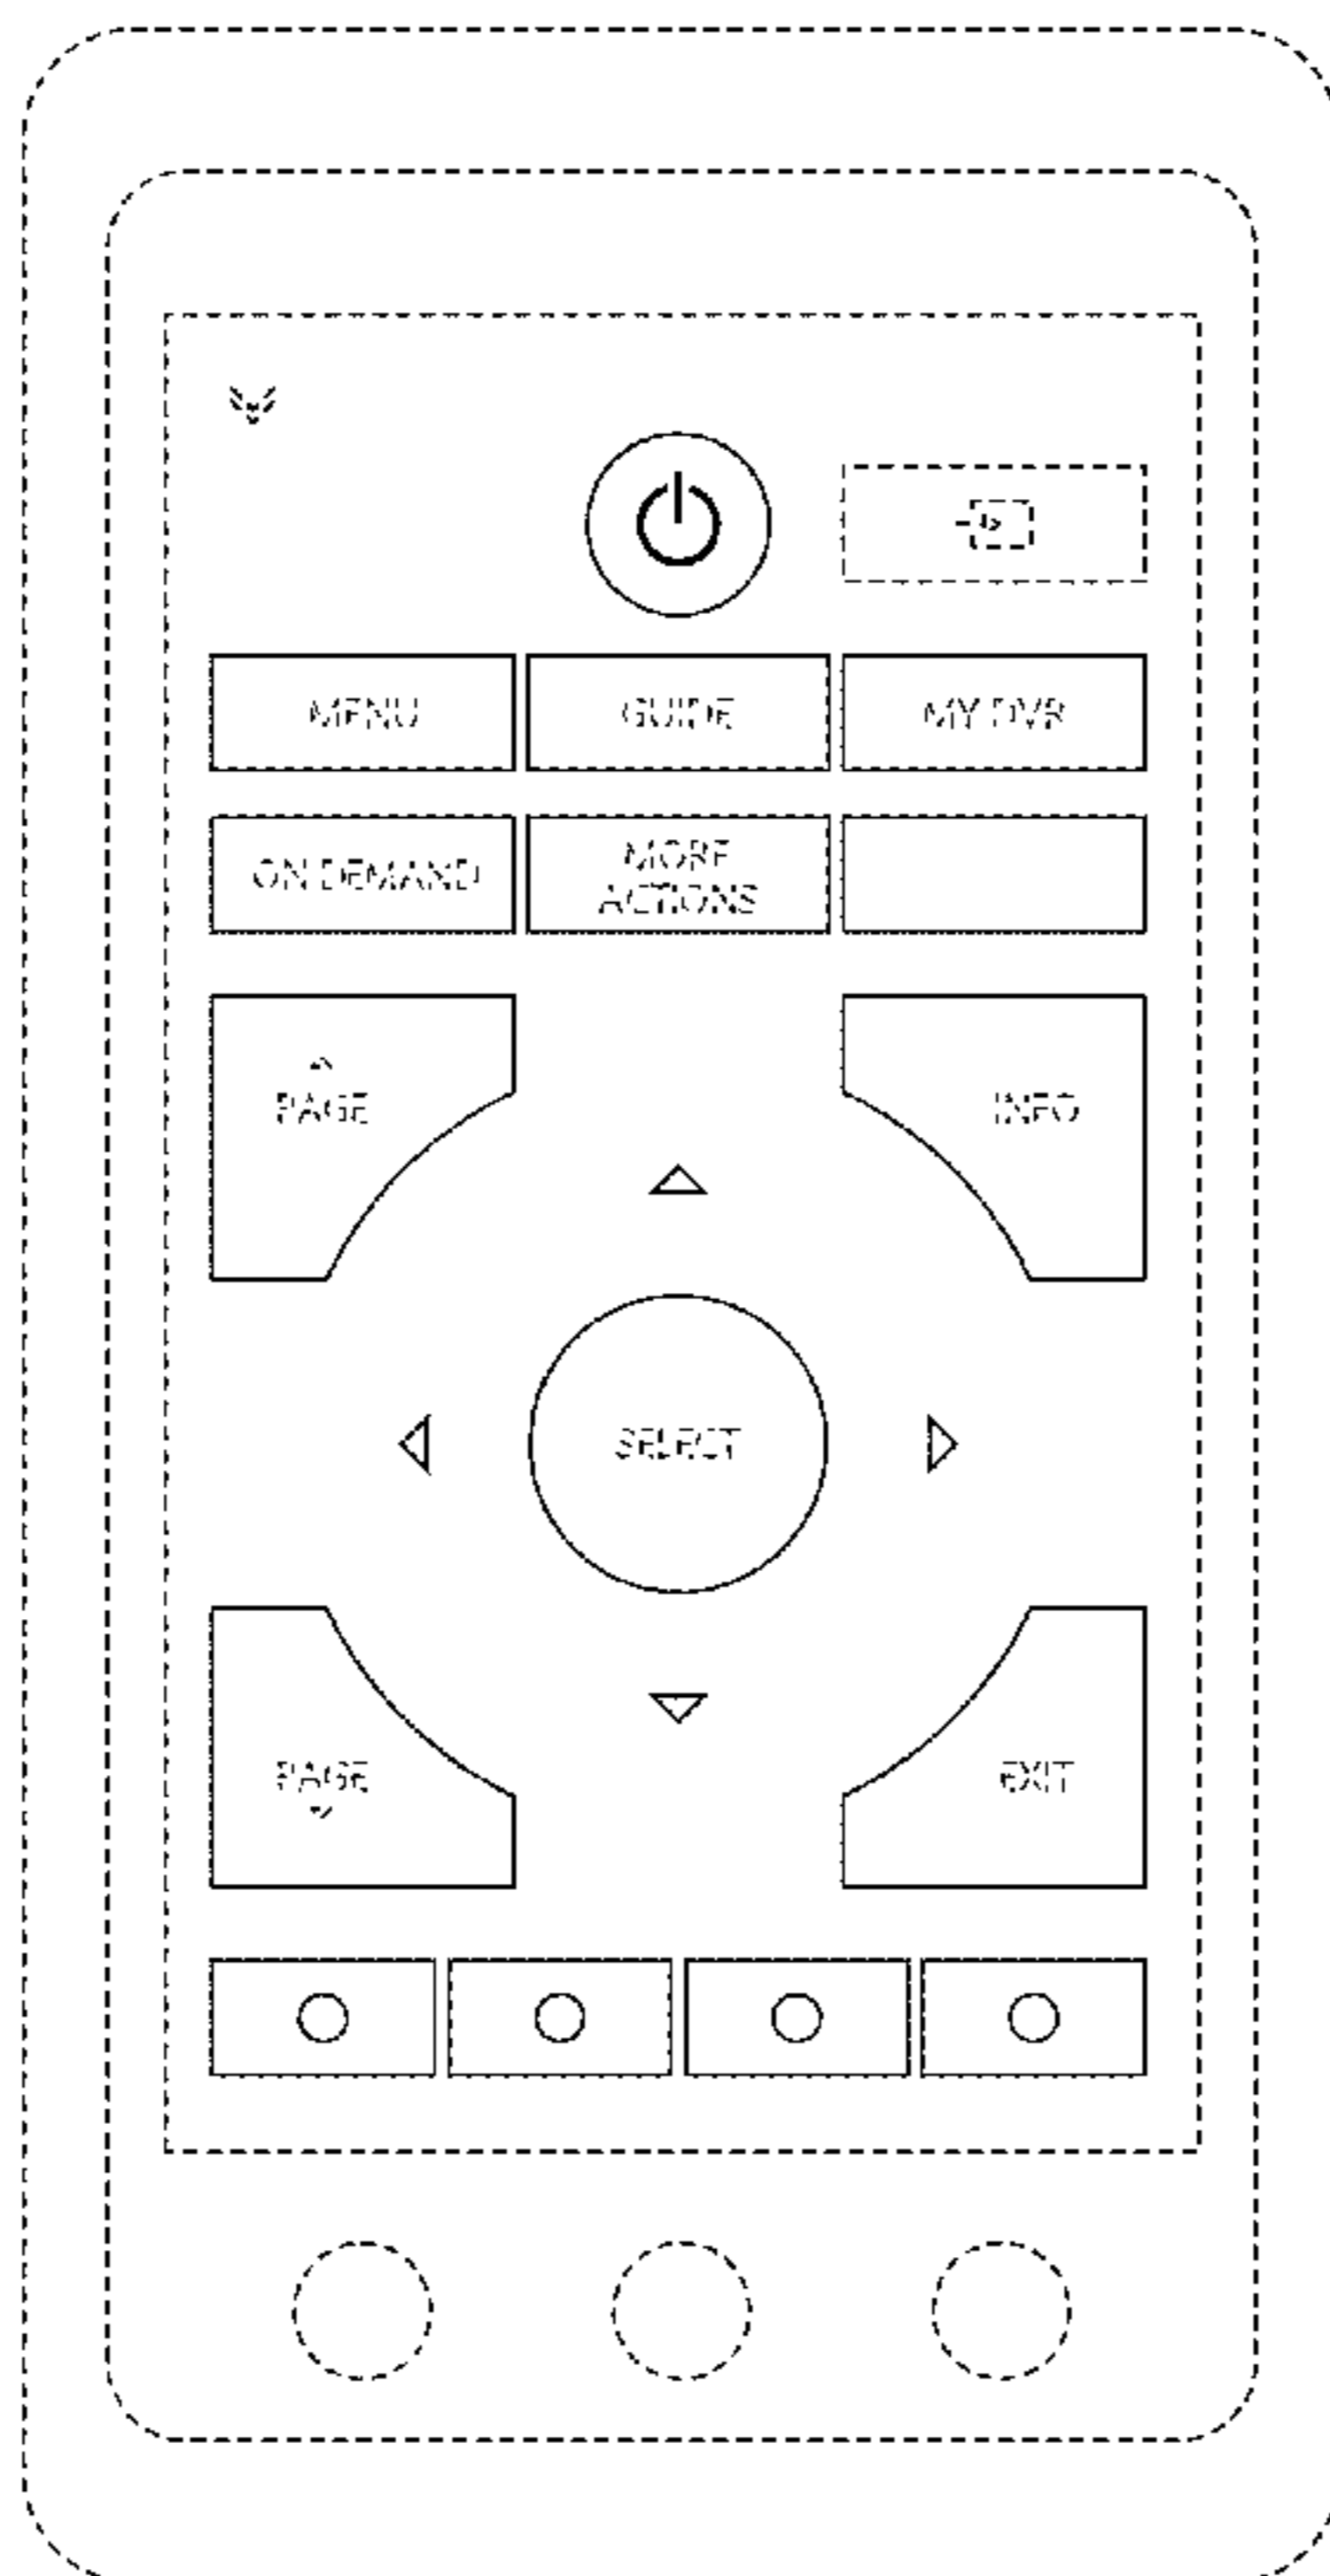 MENU
GUIDE
MY DVR
ON DEMAND
MORE
ACTIONS
PAGE
INFO
SELECT
PAGE
EXIT